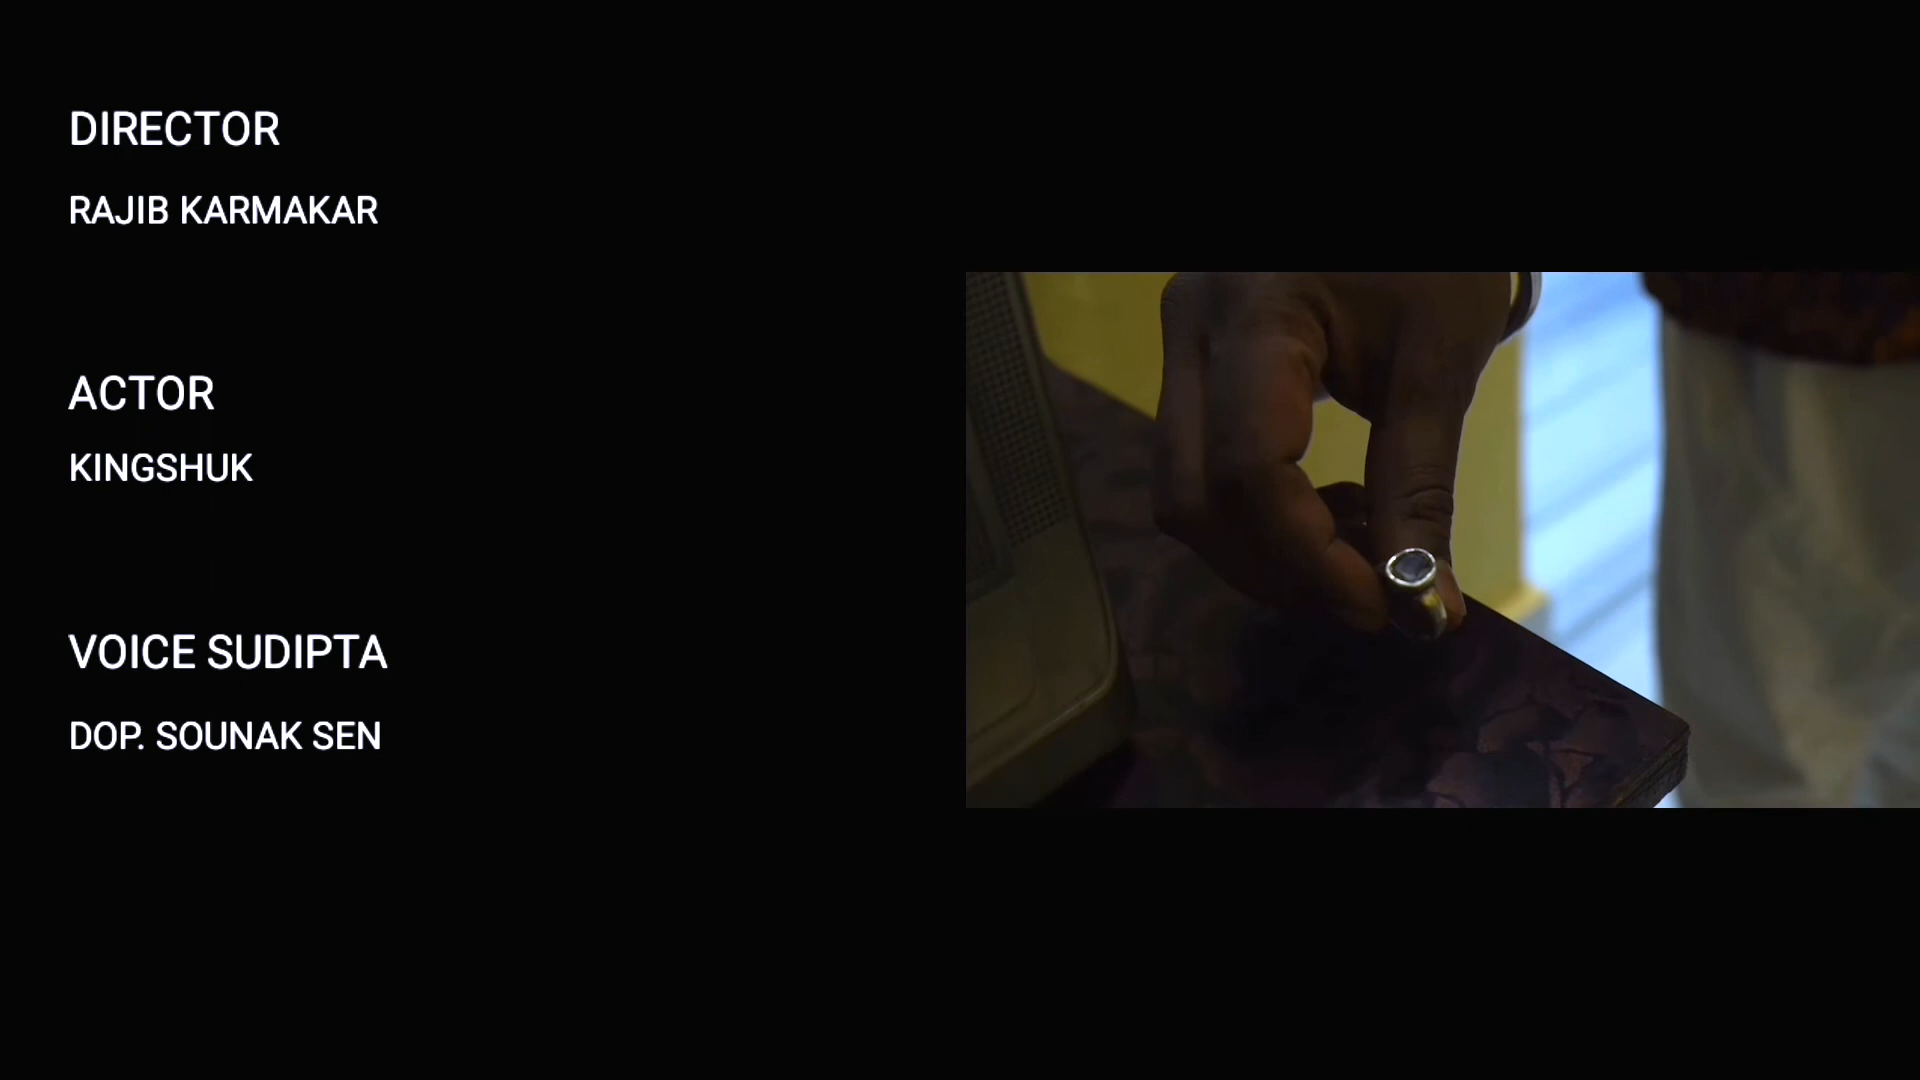 DIRECTOR
RAJIB KARMAKAR
ACTOR
KINGSHUK
VOICE SUDIPTA
DOP. SOUNAK SEN